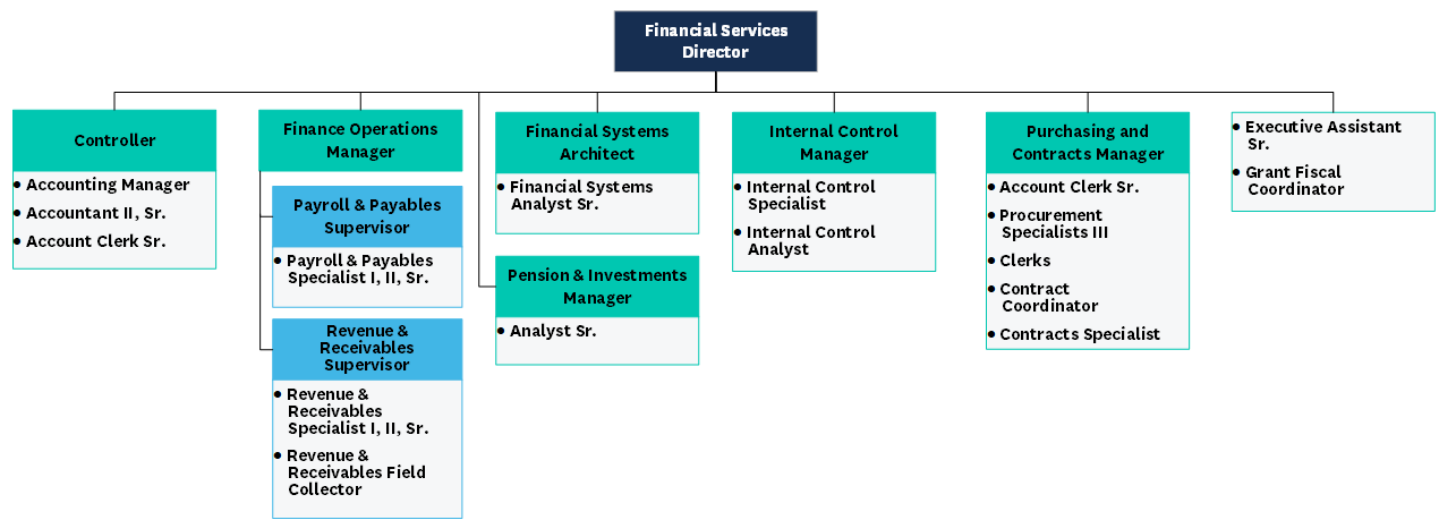 Financial Services
Director
Controller
• Accounting Manager
• Accountant II, Sr.
• Account Clerk Sr.
Finance Operations
Manager
Payroll & Payables
Supervisor
• Payroll & Payables
Specialist I, II, Sr.
Revenue &
Receivables
Supervisor
• Revenue &
Receivables
Specialist I, II, Sr.
• Revenue &
Receivables Field
Collector
Financial Systems
Architect
• Financial Systems
Analyst Sr.
Pension & Investments
Manager
• Analyst Sr.
Internal Control
Manager
• Internal Control
Specialist
• Internal Control
Analyst
Purchasing and
Contracts Manager
• Account Clerk Sr.
• Procurement
Specialists III
• Clerks
• Contract
Coordinator
• Contracts Specialist
• Executive Assistant
Sr.
• Grant Fiscal
Coordinator